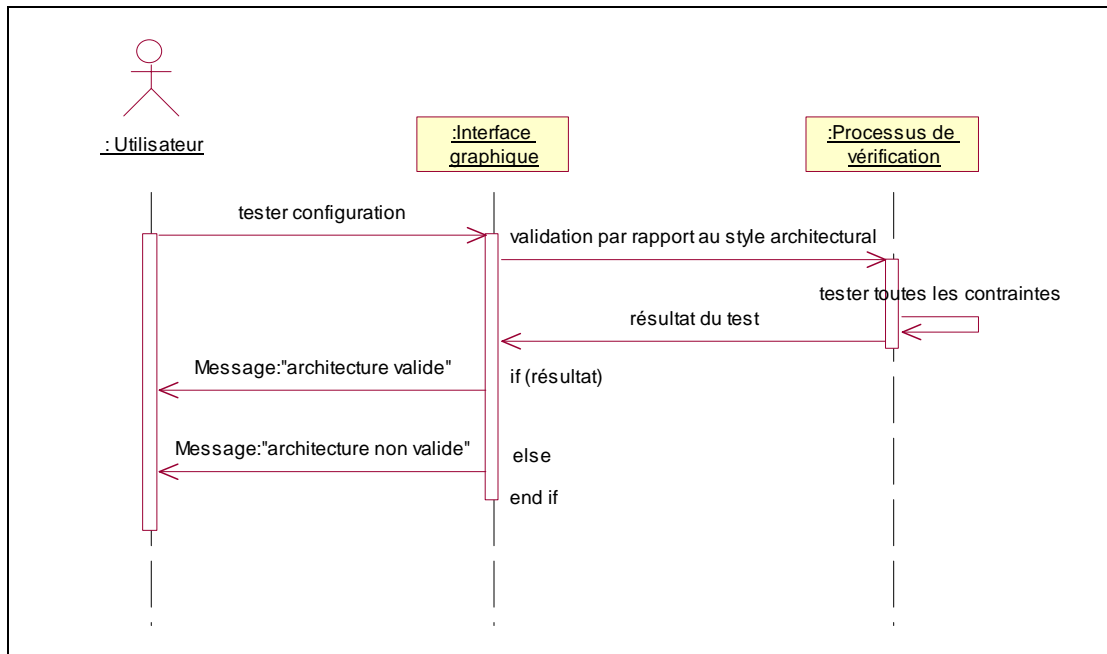 : Utilisateur
:Interface
graphique
:Processus de
vérification
tester configuration
validation par rapport au style architectural
tester toutes les contraintes
résultat du test
Message:"architecture valide"
if (résultat)
Message:"architecture non valide"
else
end if